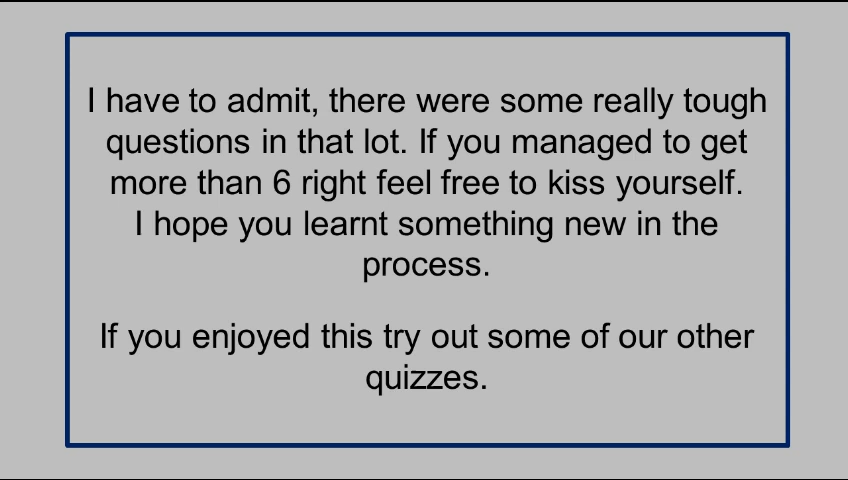 I have to admit, there were some really tough
questions in that lot. If you managed to get
more than 6 right feel free to kiss yourself.
I hope you learnt something new in the
process.
If you enjoyed this try out some of our other
quizzes.